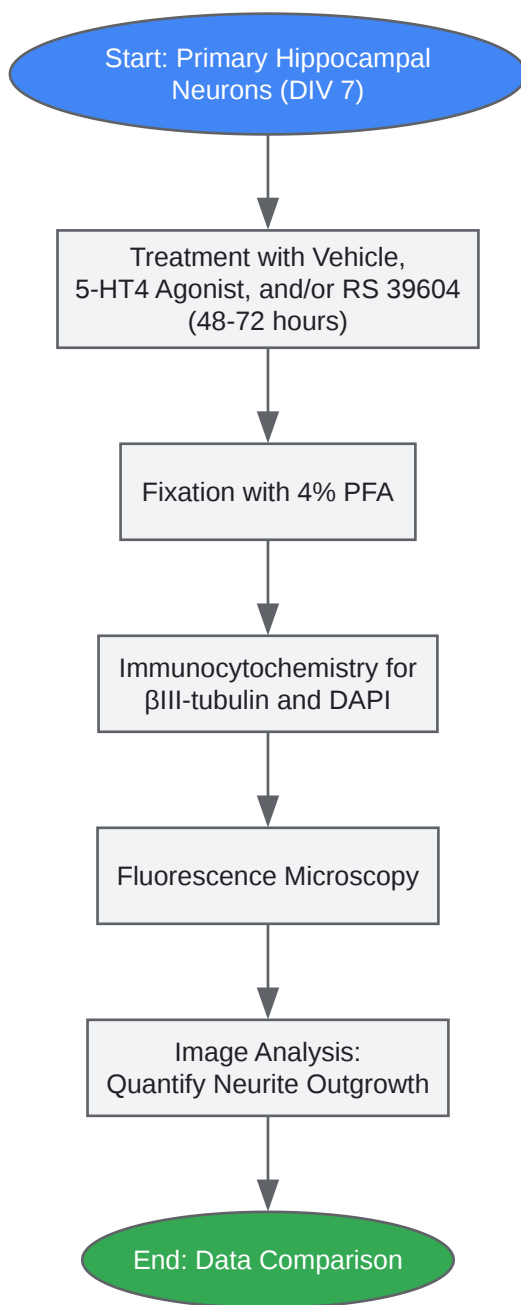 Start: Primary Hippocampal
Neurons (DIV 7)
Treatment with Vehicle,
5-HT4 Agonist, and/or RS 39604
(48-72 hours)
Fixation with 4% PFA
Immunocytochemistry for
βIII-tubulin and DAPI
Fluorescence Microscopy
Image Analysis:
Quantify Neurite Outgrowth
End: Data Comparison